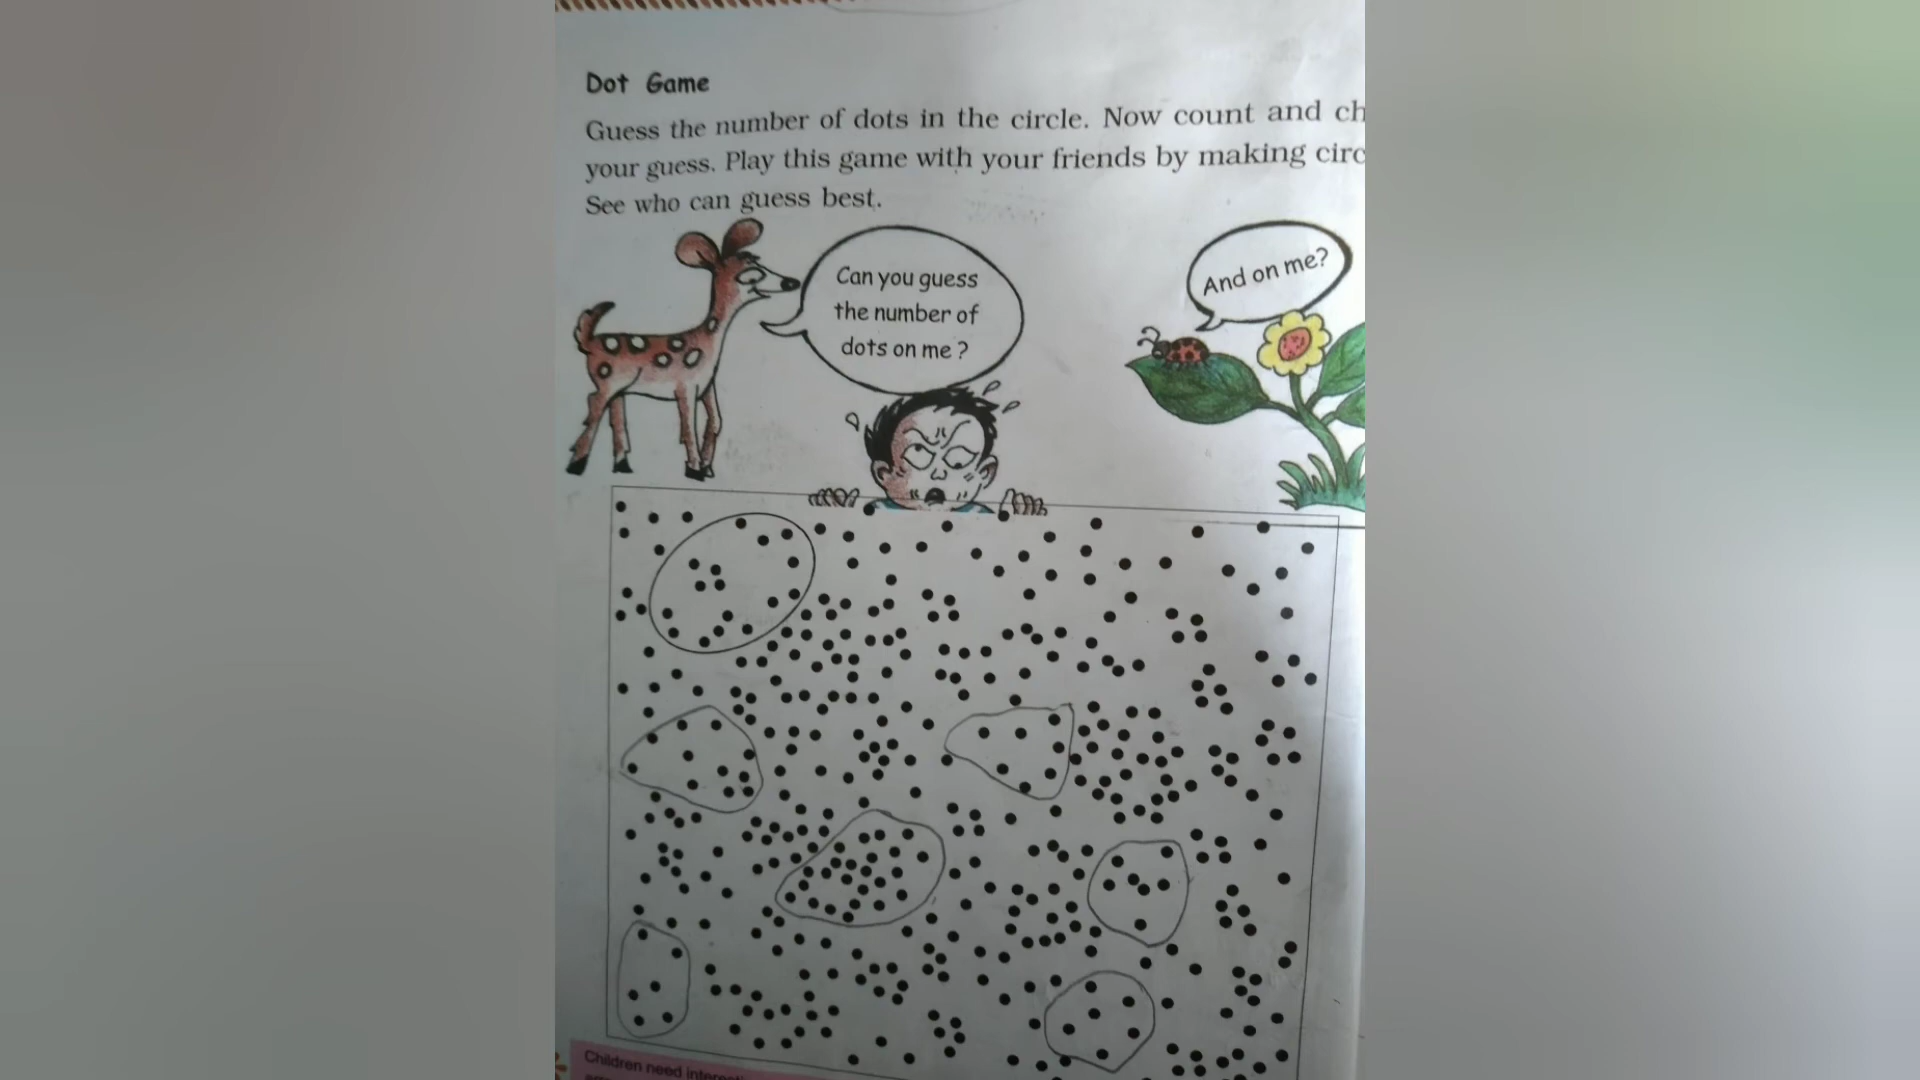 Dot Game
Guess the number of dots in the circle. Now count and ch
your guess. Play this game with your friends by making circ
See who can guess best.
Can you guess
the number of
dots on me ?
And on me?
Children need